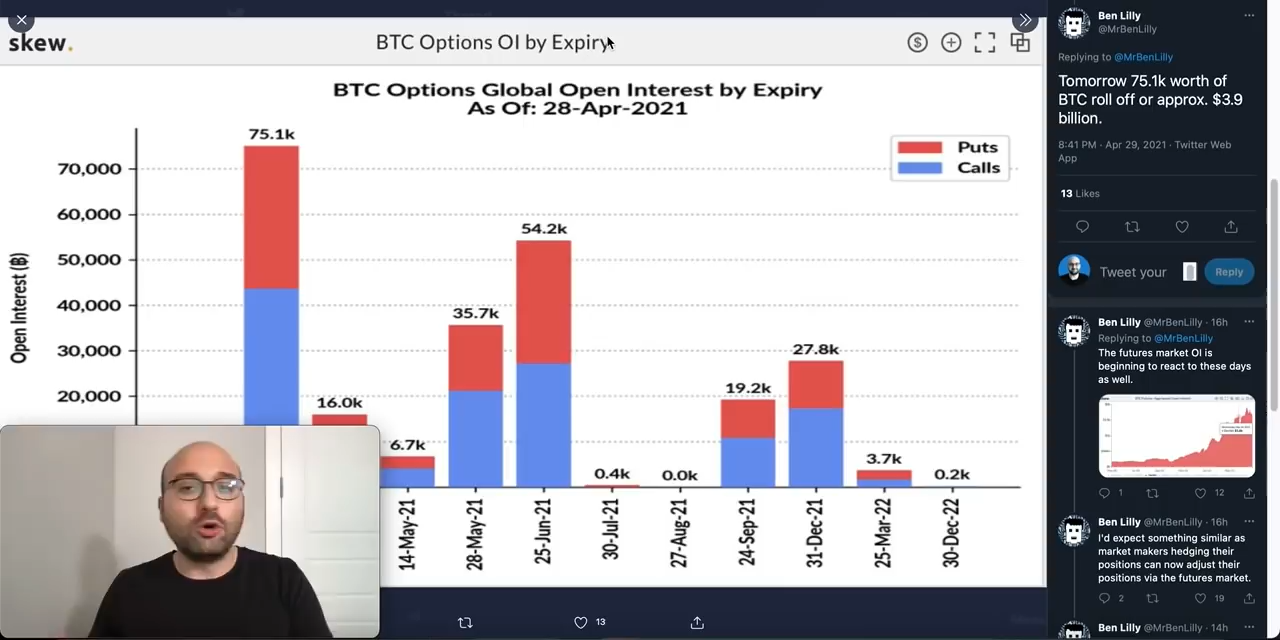 skew.
BTC Options OI by Expiry
BTC Options Global Open Interest by Expiry
As Of: 28-Apr-2021
Puts
Calls
Open Interest (₿)
70,000
60,000
50,000
40,000
30,000
20,000
75.1k
16.0k
6.7k
35.7k
54.2k
0.4k
0.0k
19.2k
27.8k
3.7k
0.2k
14-May-21
28-May-21
25-Jun-21
30-Jul-21
27-Aug-21
24-Sep-21
31-Dec-21
25-Mar-22
30-Dec-22
13
Ben Lilly
@MrBenLilly
Replying to @MrBenLilly
Tomorrow 75.1k worth of
BTC roll off or approx. $3.9
billion.
8:41 PM · Apr 29, 2021 · Twitter Web
App
13 Likes
Tweet your
Reply
Ben Lilly @MrBenLilly · 16h
Replying to @MrBenLilly
The futures market OI is
beginning to react to these days
as well.
1
12
Ben Lilly @MrBenLilly · 16h
I'd expect something similar as
market makers hedging their
positions can now adjust their
positions via the futures market.
2
19
Ben Lilly @MrBenLilly · 14h